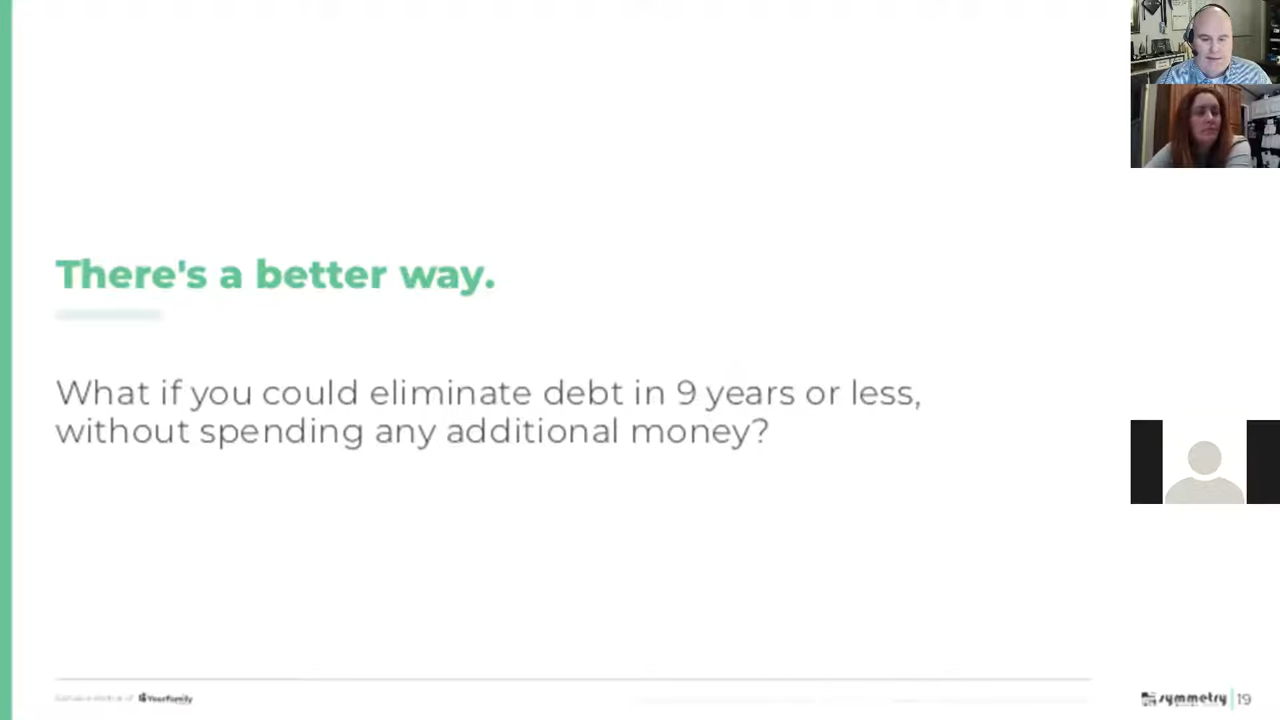 There's a better way.
What if you could eliminate debt in 9 years or less,
without spending any additional money?
YourFamily
symmetry
19